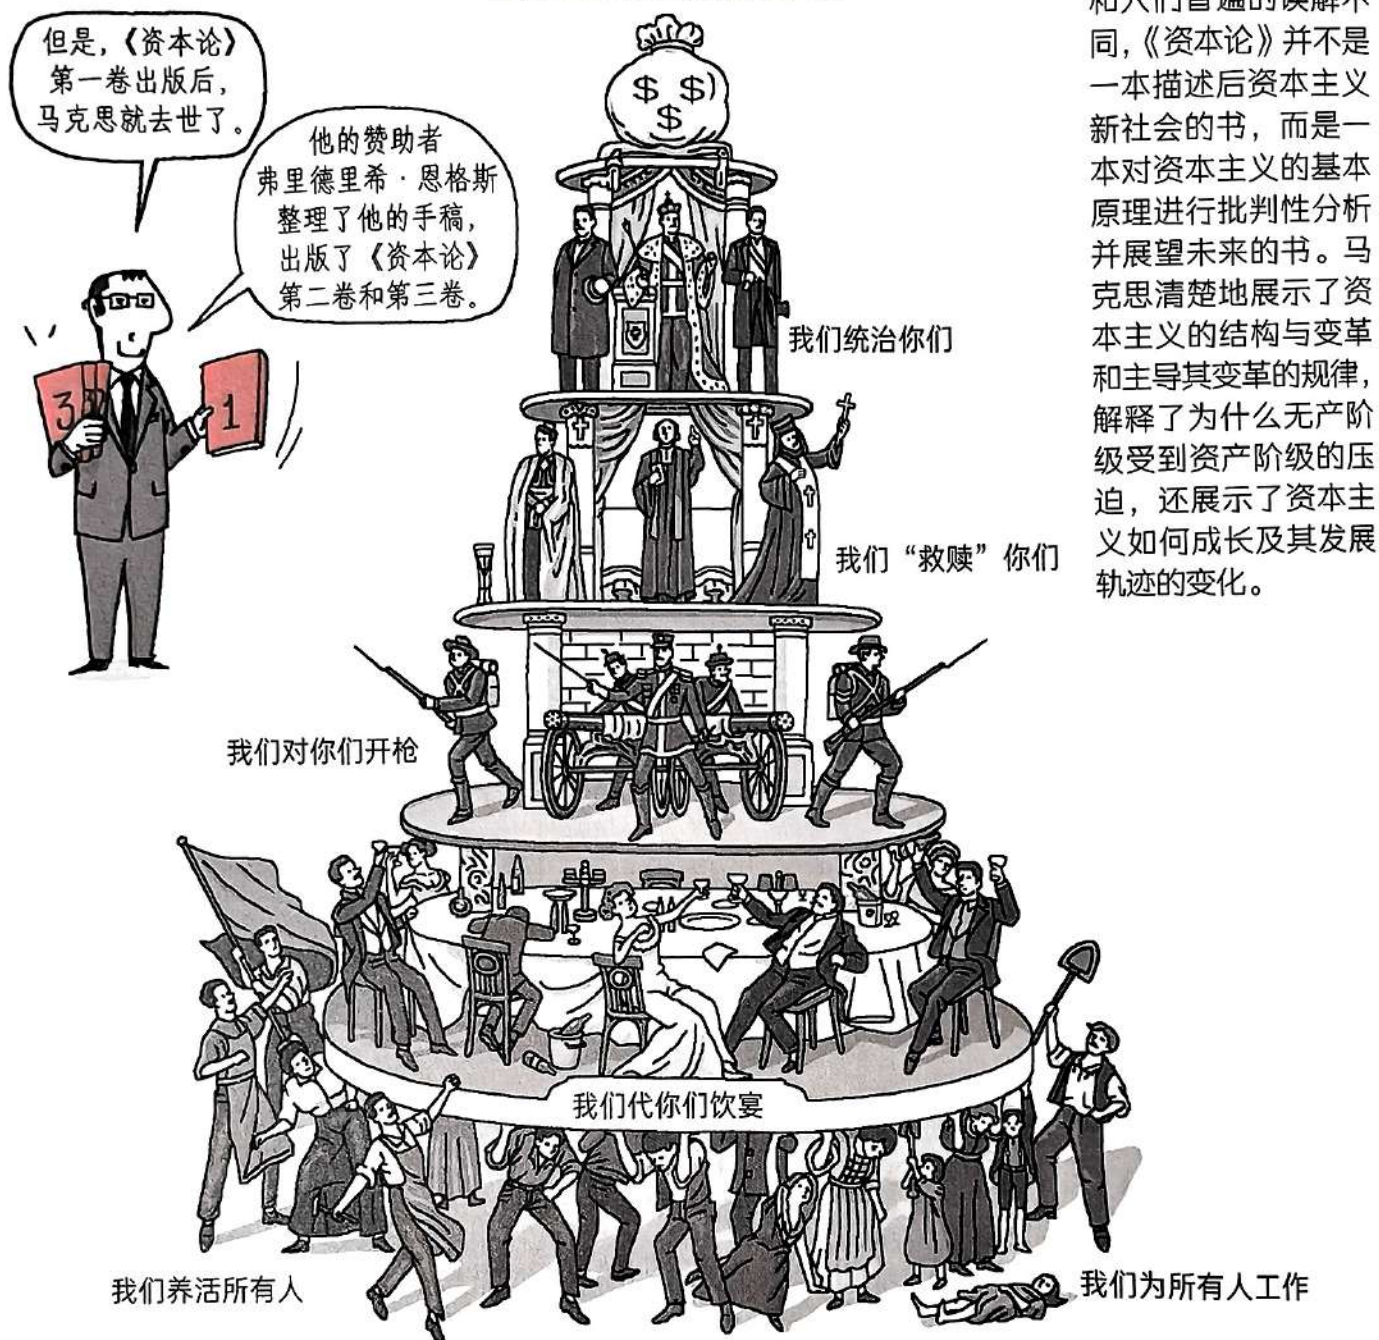 但是，《资本论》
第一卷出版后，
马克思就去世了。
他的赞助者
弗里德里希·恩格斯
整理了他的手稿，
出版了《资本论》
第二卷和第三卷。
3
1
$ $
$
我们统治你们
我们“救赎”你们
我们对你们开枪
我们代你们饮宴
我们养活所有人
我们为所有人工作
和人们普遍的误解不
同，《资本论》并不是
一本描述后资本主义
新社会的书，而是一
本对资本主义的基本
原理进行批判性分析
并展望未来的书。马
克思清楚地展示了资
本主义的结构与变革
和主导其变革的规律，
解释了为什么无产阶
级受到资产阶级的压
迫，还展示了资本主
义如何成长及其发展
轨迹的变化。